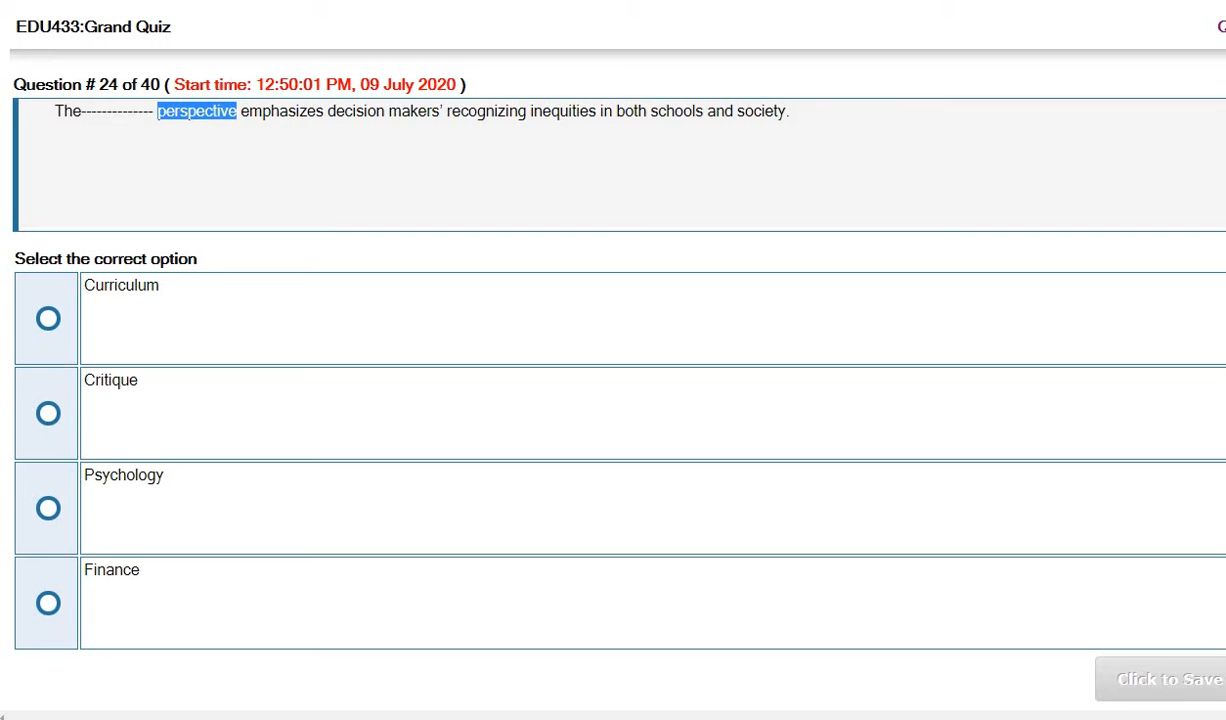 EDU433:Grand Quiz
Question # 24 of 40 ( Start time: 12:50:01 PM, 09 July 2020 )
The-------------- perspective emphasizes decision makers' recognizing inequities in both schools and society.
Select the correct option
Curriculum
Critique
Psychology
Finance
Click to Save